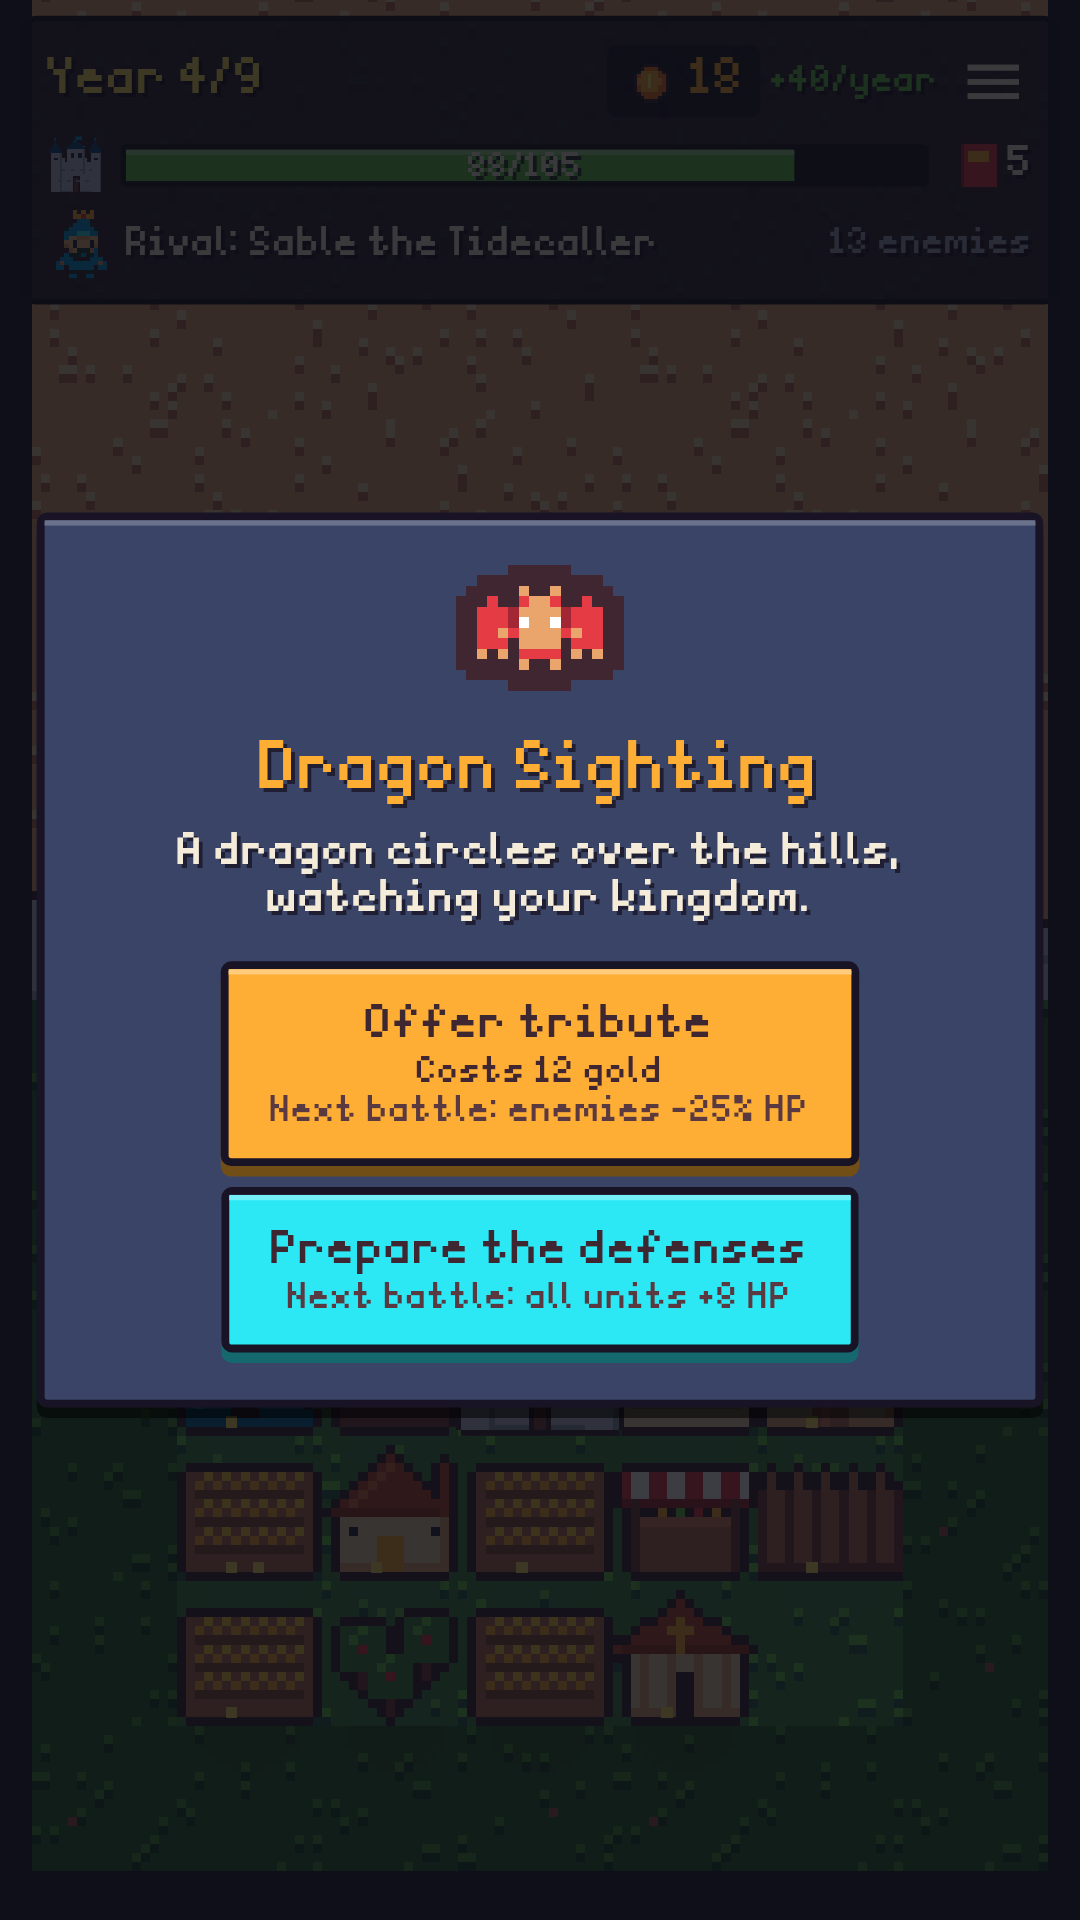 Year 4/9
18 +40/year
88/105
5
Rival: Sable the Tidecaller
13 enemies
Dragon Sighting
A dragon circles over the hills,
watching your kingdom.
Offer tribute
Costs 12 gold
Next battle: enemies -25% HP
Prepare the defenses
Next battle: all units +8 HP